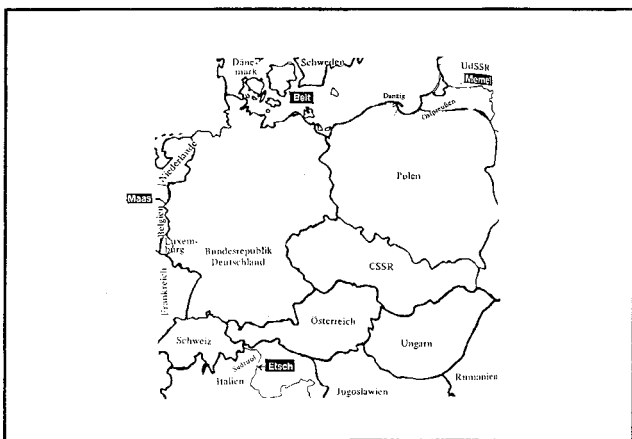 Däne-
mark
Schweden
UdSSR
Memel
Belt
Danzig
Ostpreußen
Niederlande
Polen
Maas
Belgien
Luxem-
burg
Bundesrepublik
Deutschland
CSSR
Frankreich
Österreich
Schweiz
Ungarn
Südtirol
Etsch
Italien
Rumänien
Jugoslawien